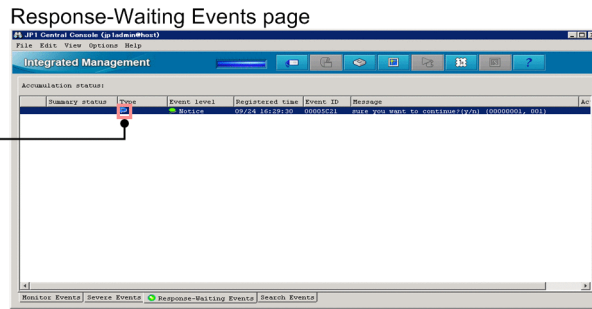 Response-Waiting Events page
JP1 Central Console (jp1admin@host)
File Edit View Options Help
Integrated Management
Accumulation status:
Summary status Type Event level Registered time Event ID Message Ac
Notice 09/24 16:29:30 00005C21 sure you want to continue?(y/n) (00000001, 001)
Monitor Events Severe Events Response-Waiting Events Search Events